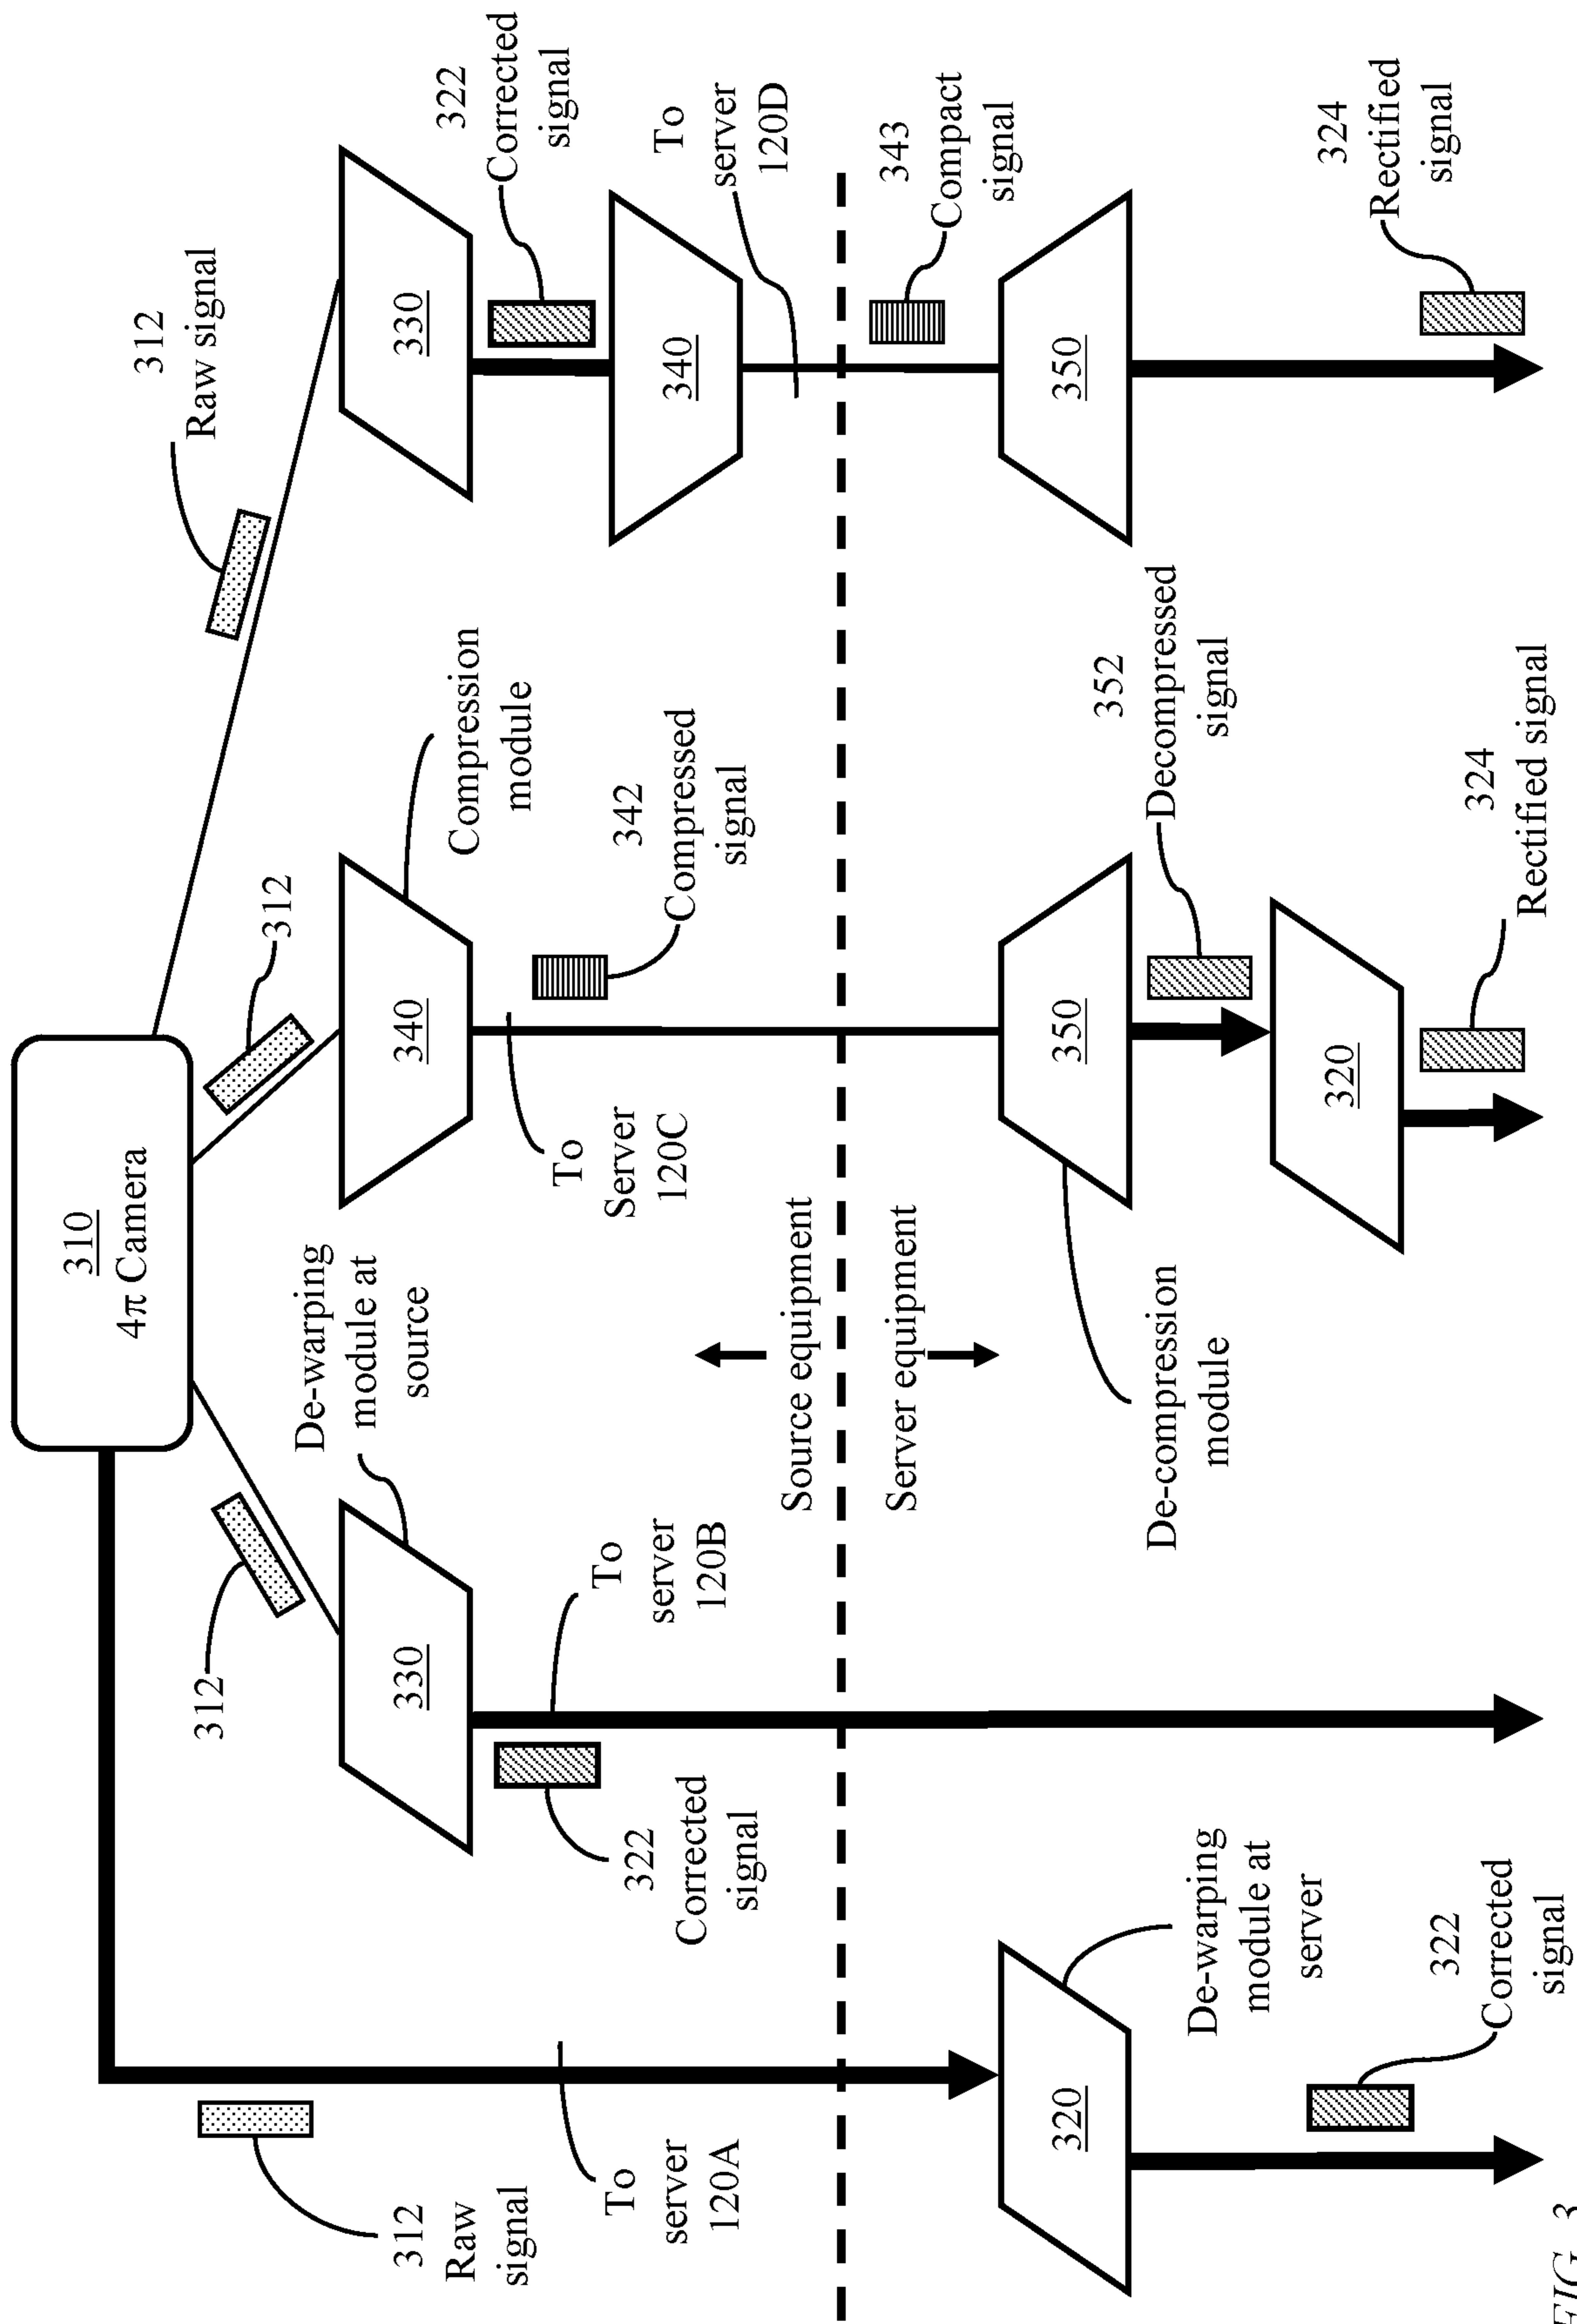 310
4π Camera
312 Raw
signal
To
server
120A
320
De-warping
module at
server
322
Corrected
signal
312
De-warping
module at
source
330
322
Corrected
signal
To
server
120B
Source equipment
Server equipment
312
340
Compression
module
To
Server
120C
342
Compressed
signal
350
De-compression
module
352
Decompressed
signal
320
324
Rectified signal
312
Raw signal
330
322
Corrected
signal
340
To
server
120D
343
Compact
signal
350
324
Rectified
signal
FIG. 3